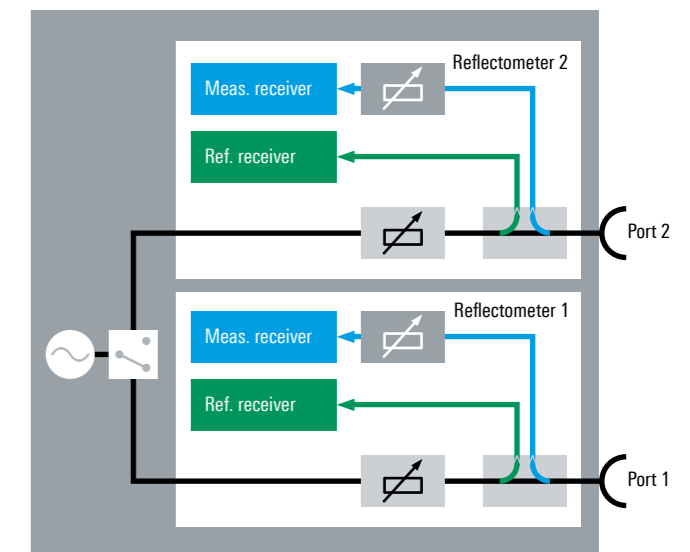 Reflectometer 2
Meas. receiver
Ref. receiver
Port 2
Reflectometer 1
Meas. receiver
Ref. receiver
Port 1